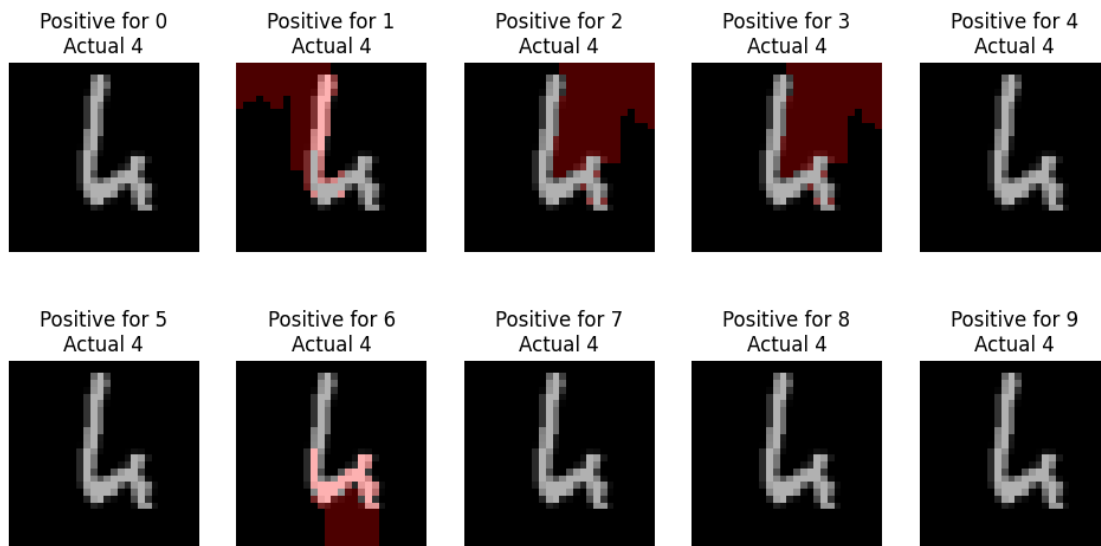 Positive for 0 Positive for 1 Positive for 2 Positive for 3 Positive for 4
Actual 4 Actual 4 Actual 4 Actual 4 Actual 4
Positive for 5 Positive for 6 Positive for 7 Positive for 8 Positive for 9
Actual 4 Actual 4 Actual 4 Actual 4 Actual 4